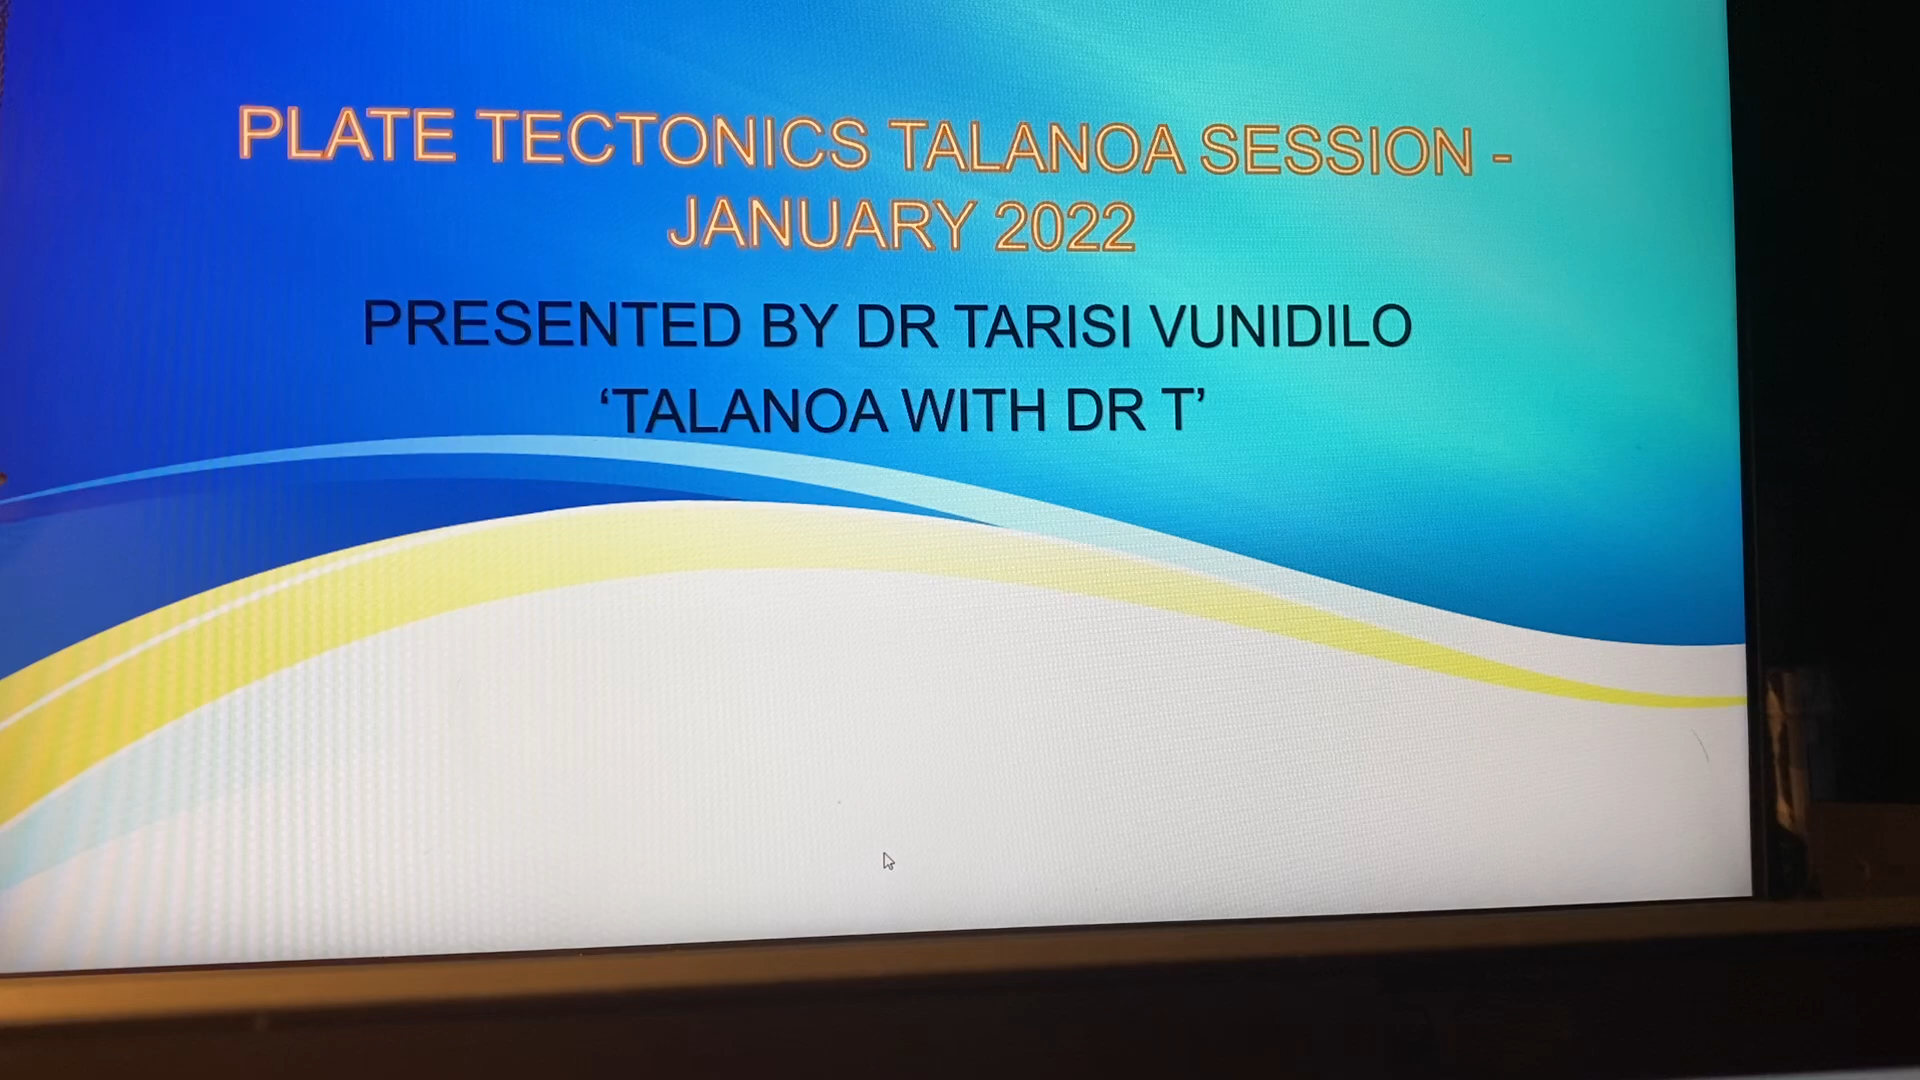 PLATE TECTONICS TALANOA SESSION -
JANUARY 2022
PRESENTED BY DR TARISI VUNIDILO
‘TALANOA WITH DR T’